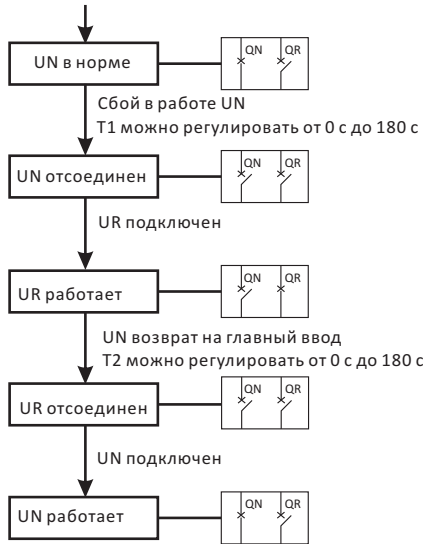 QN QR
UN в норме
Сбой в работе UN
T1 можно регулировать от 0 с до 180 с
QN QR
UN отсоединен
UR подключен
QN QR
UR работает
UN возврат на главный ввод
T2 можно регулировать от 0 с до 180 с
QN QR
UR отсоединен
UN подключен
QN QR
UN работает